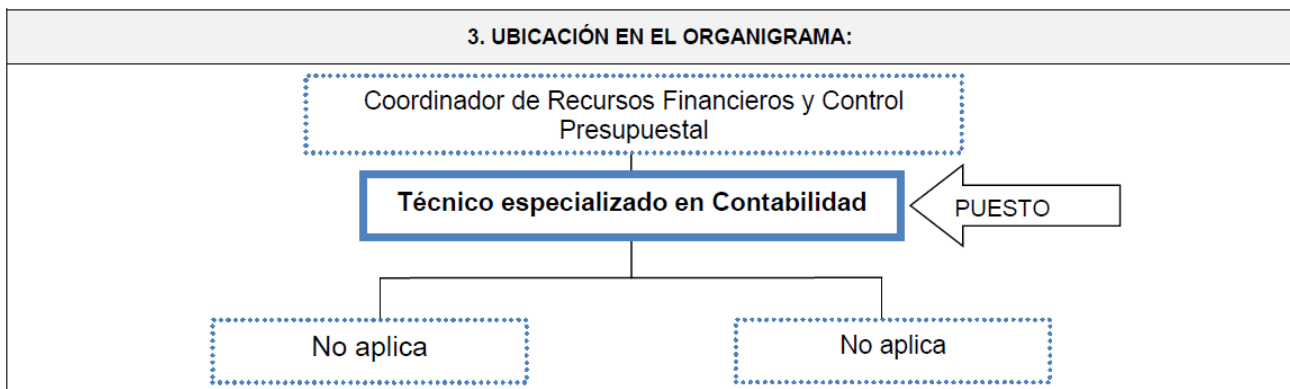 3. UBICACIÓN EN EL ORGANIGRAMA:
Coordinador de Recursos Financieros y Control
Presupuestal
Técnico especializado en Contabilidad
PUESTO
No aplica
No aplica